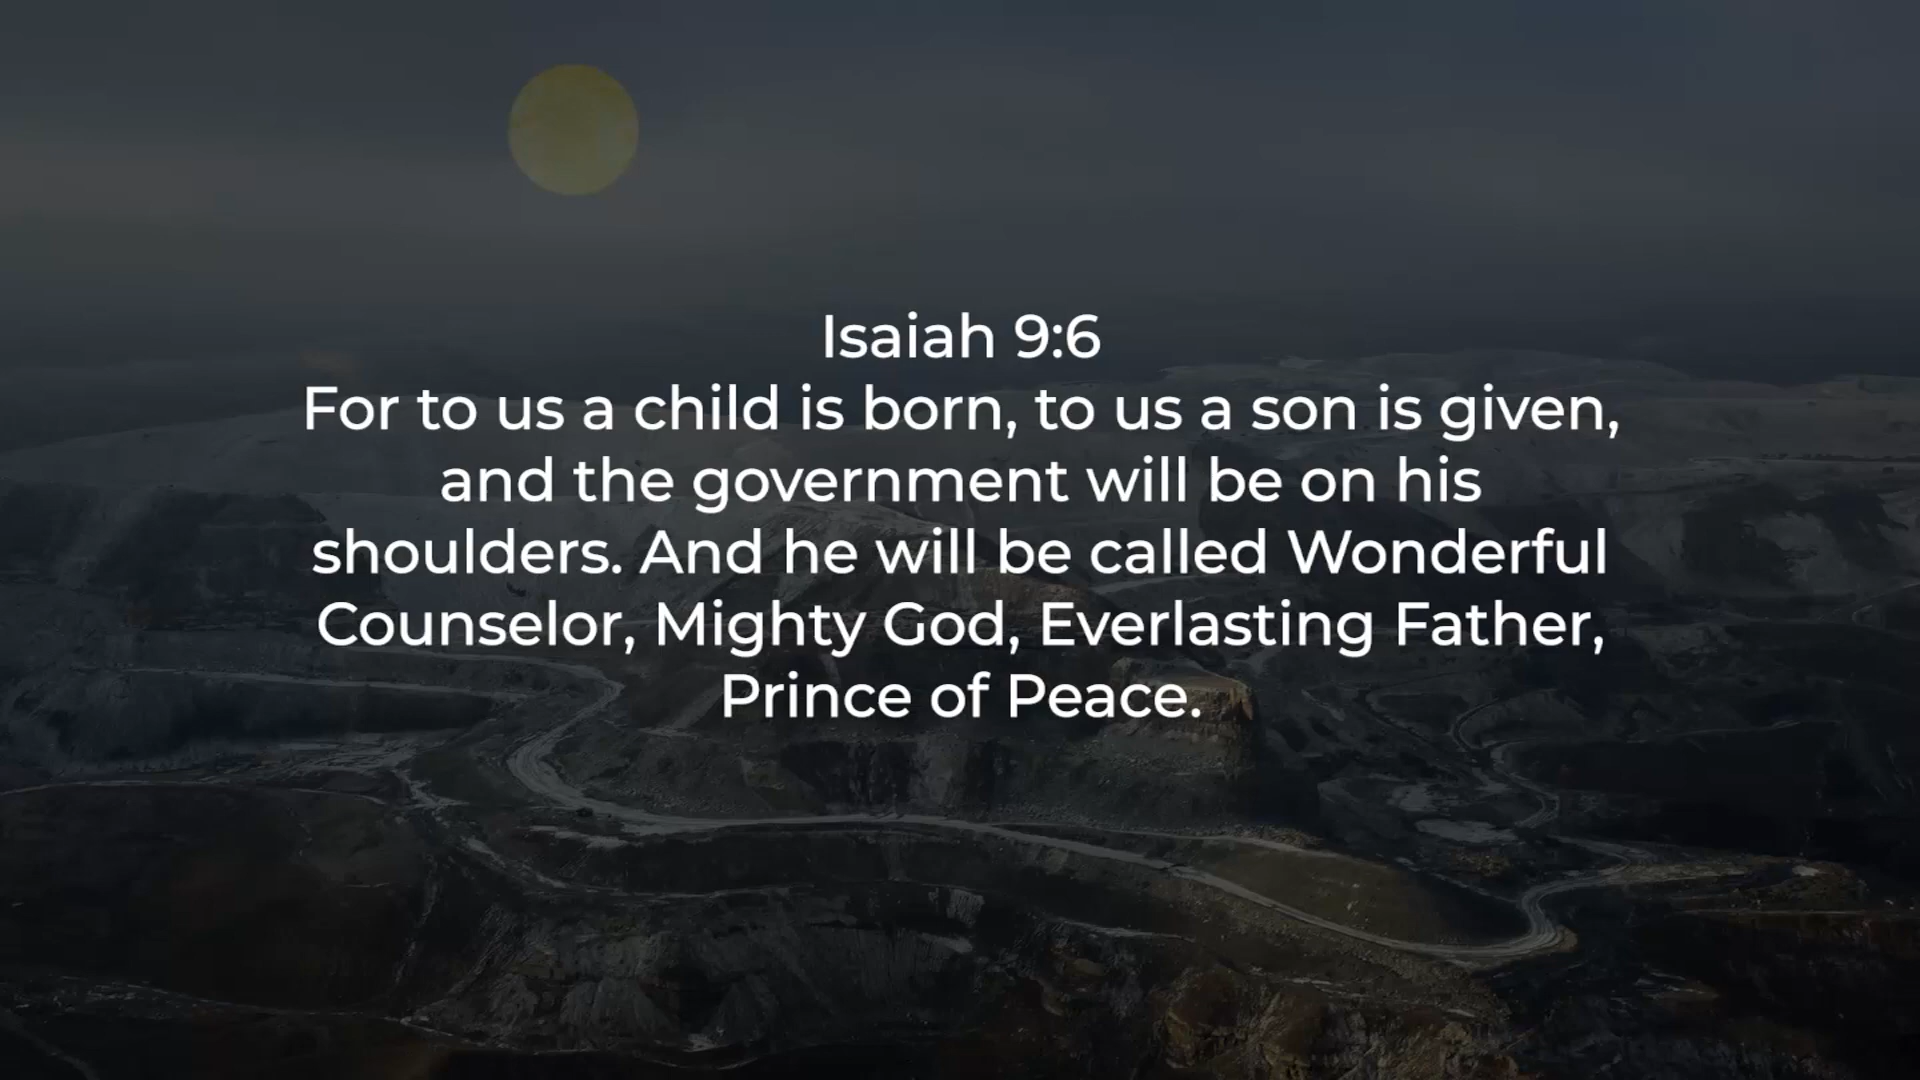 Isaiah 9:6
For to us a child is born, to us a son is given,
and the government will be on his
shoulders. And he will be called Wonderful
Counselor, Mighty God, Everlasting Father,
Prince of Peace.